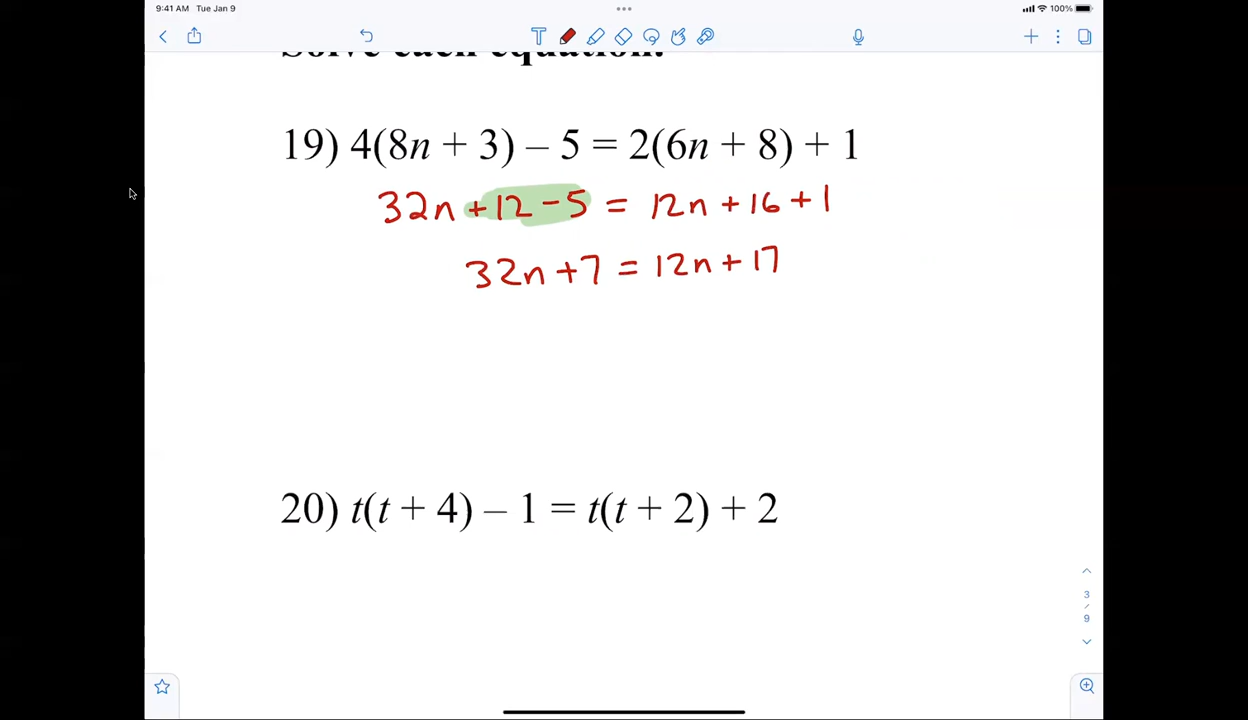 9:41 AM Tue Jan 9
100%
Solve each equation.
19) 4(8n + 3) – 5 = 2(6n + 8) + 1
32n +12 -5 = 12n +16 +1
32n +7 = 12n +17
20) t(t + 4) – 1 = t(t + 2) + 2
3
/
9